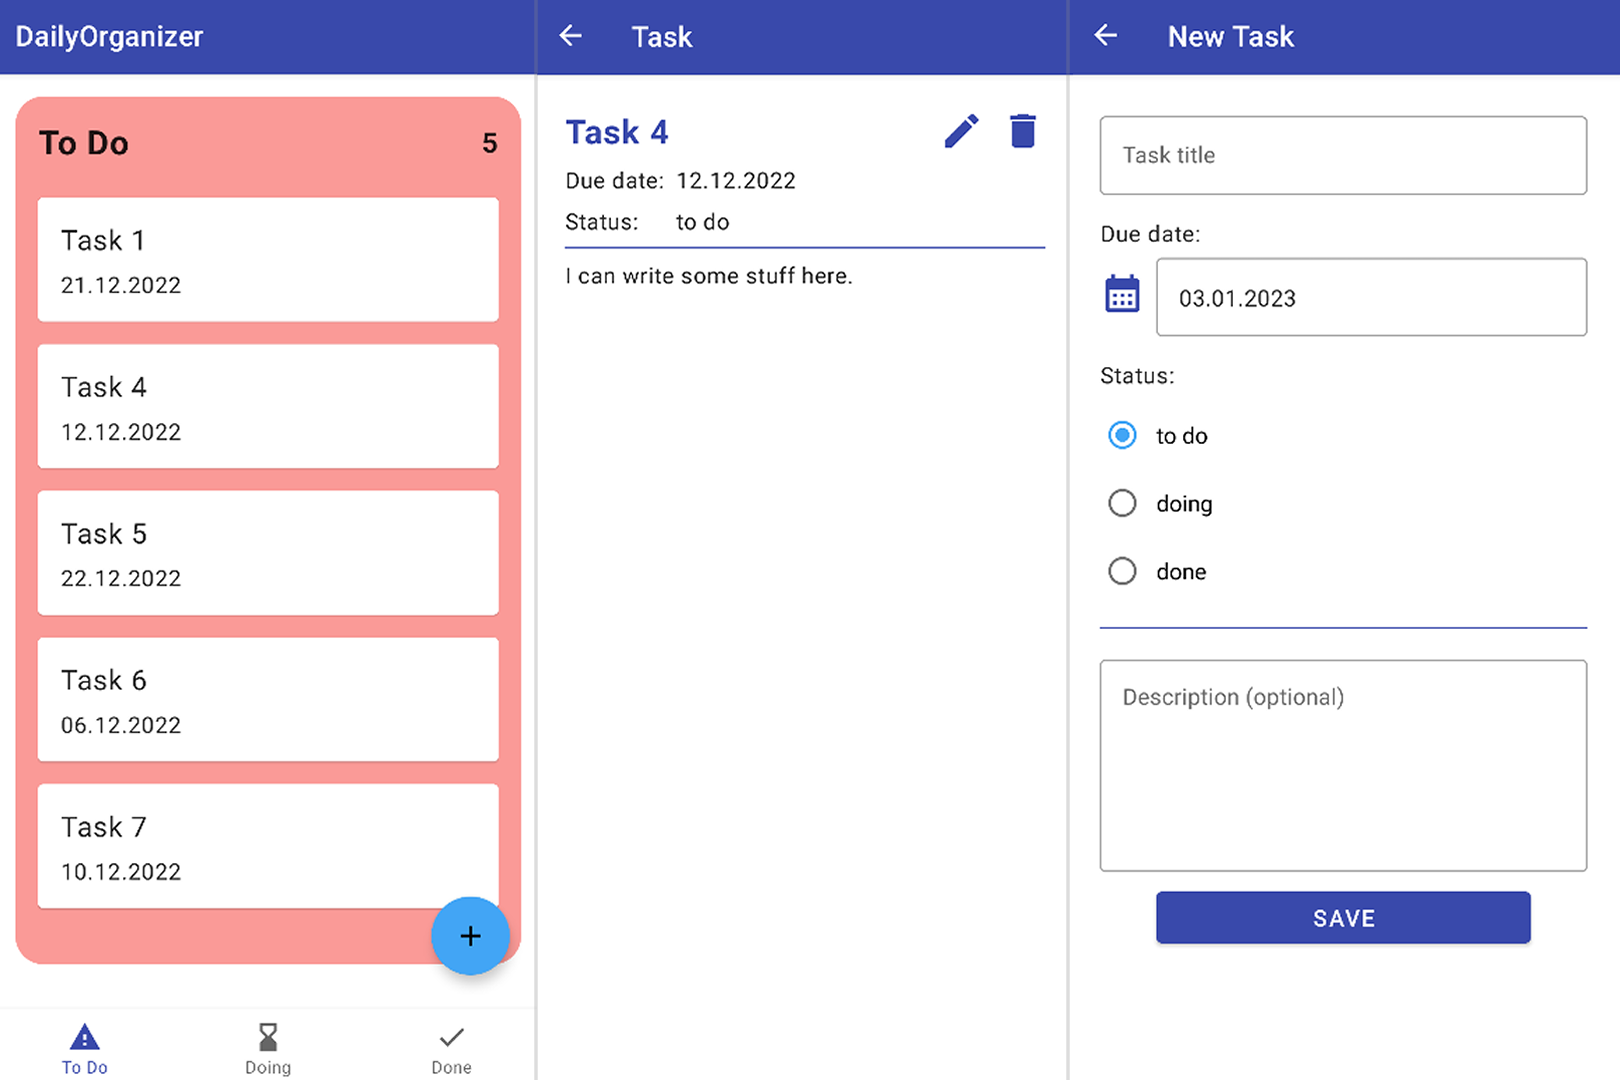 DailyOrganizer
To Do 5
Task 1
21.12.2022
Task 4
12.12.2022
Task 5
22.12.2022
Task 6
06.12.2022
Task 7
10.12.2022
+
To Do Doing Done
Task
Task 4
Due date: 12.12.2022
Status: to do
I can write some stuff here.
New Task
Task title
Due date:
03.01.2023
Status:
to do
doing
done
Description (optional)
SAVE